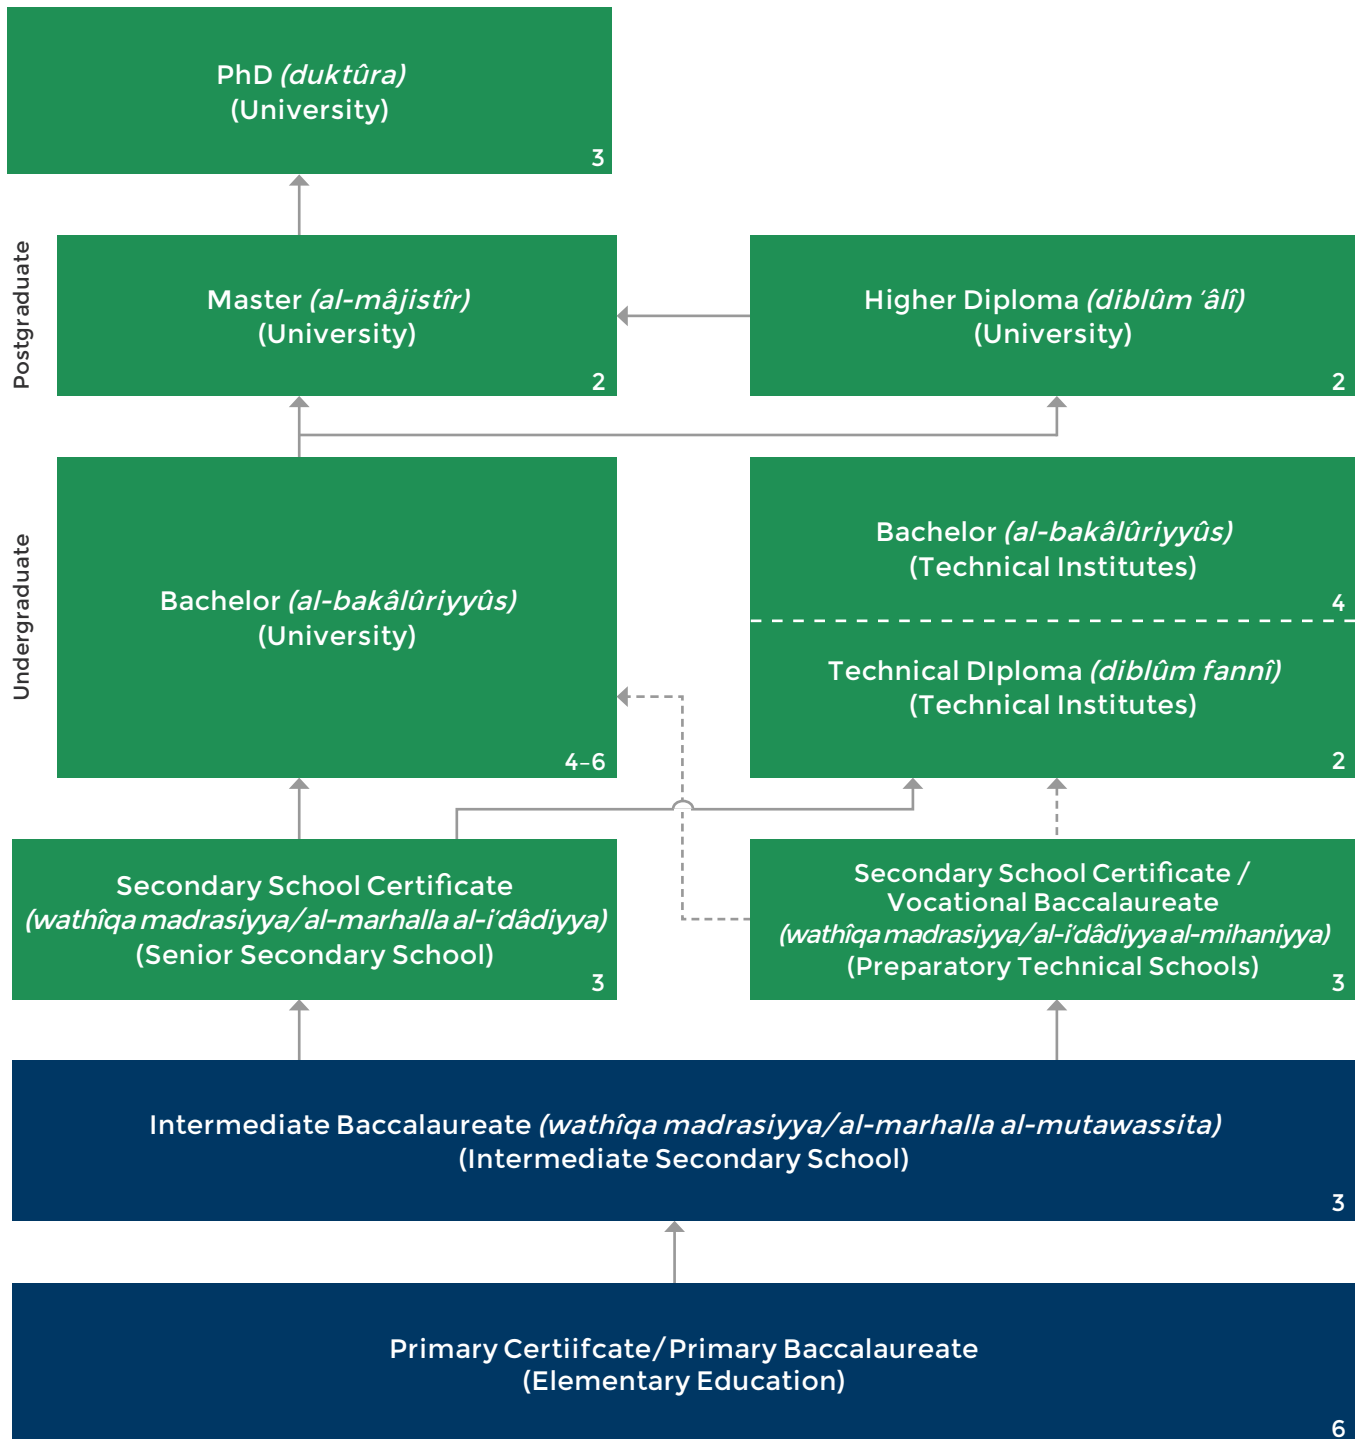 PhD (duktûra)
(University)
3
Postgraduate
Master (al-mâjistîr)
(University)
2
Higher Diploma (diblûm ‘âlî)
(University)
2
Undergraduate
Bachelor (al-bakâlûriyyûs)
(University)
4–6
Bachelor (al-bakâlûriyyûs)
(Technical Institutes)
4
Technical DIploma (diblûm fannî)
(Technical Institutes)
2
Secondary School Certificate
(wathîqa madrasiyya/al-marhalla al-i’dâdiyya)
(Senior Secondary School)
3
Secondary School Certificate /
Vocational Baccalaureate
(wathîqa madrasiyya/al-i’dâdiyya al-mihaniyya)
(Preparatory Technical Schools)
3
Intermediate Baccalaureate (wathîqa madrasiyya/al-marhalla al-mutawassita)
(Intermediate Secondary School)
3
Primary Certiifcate/Primary Baccalaureate
(Elementary Education)
6